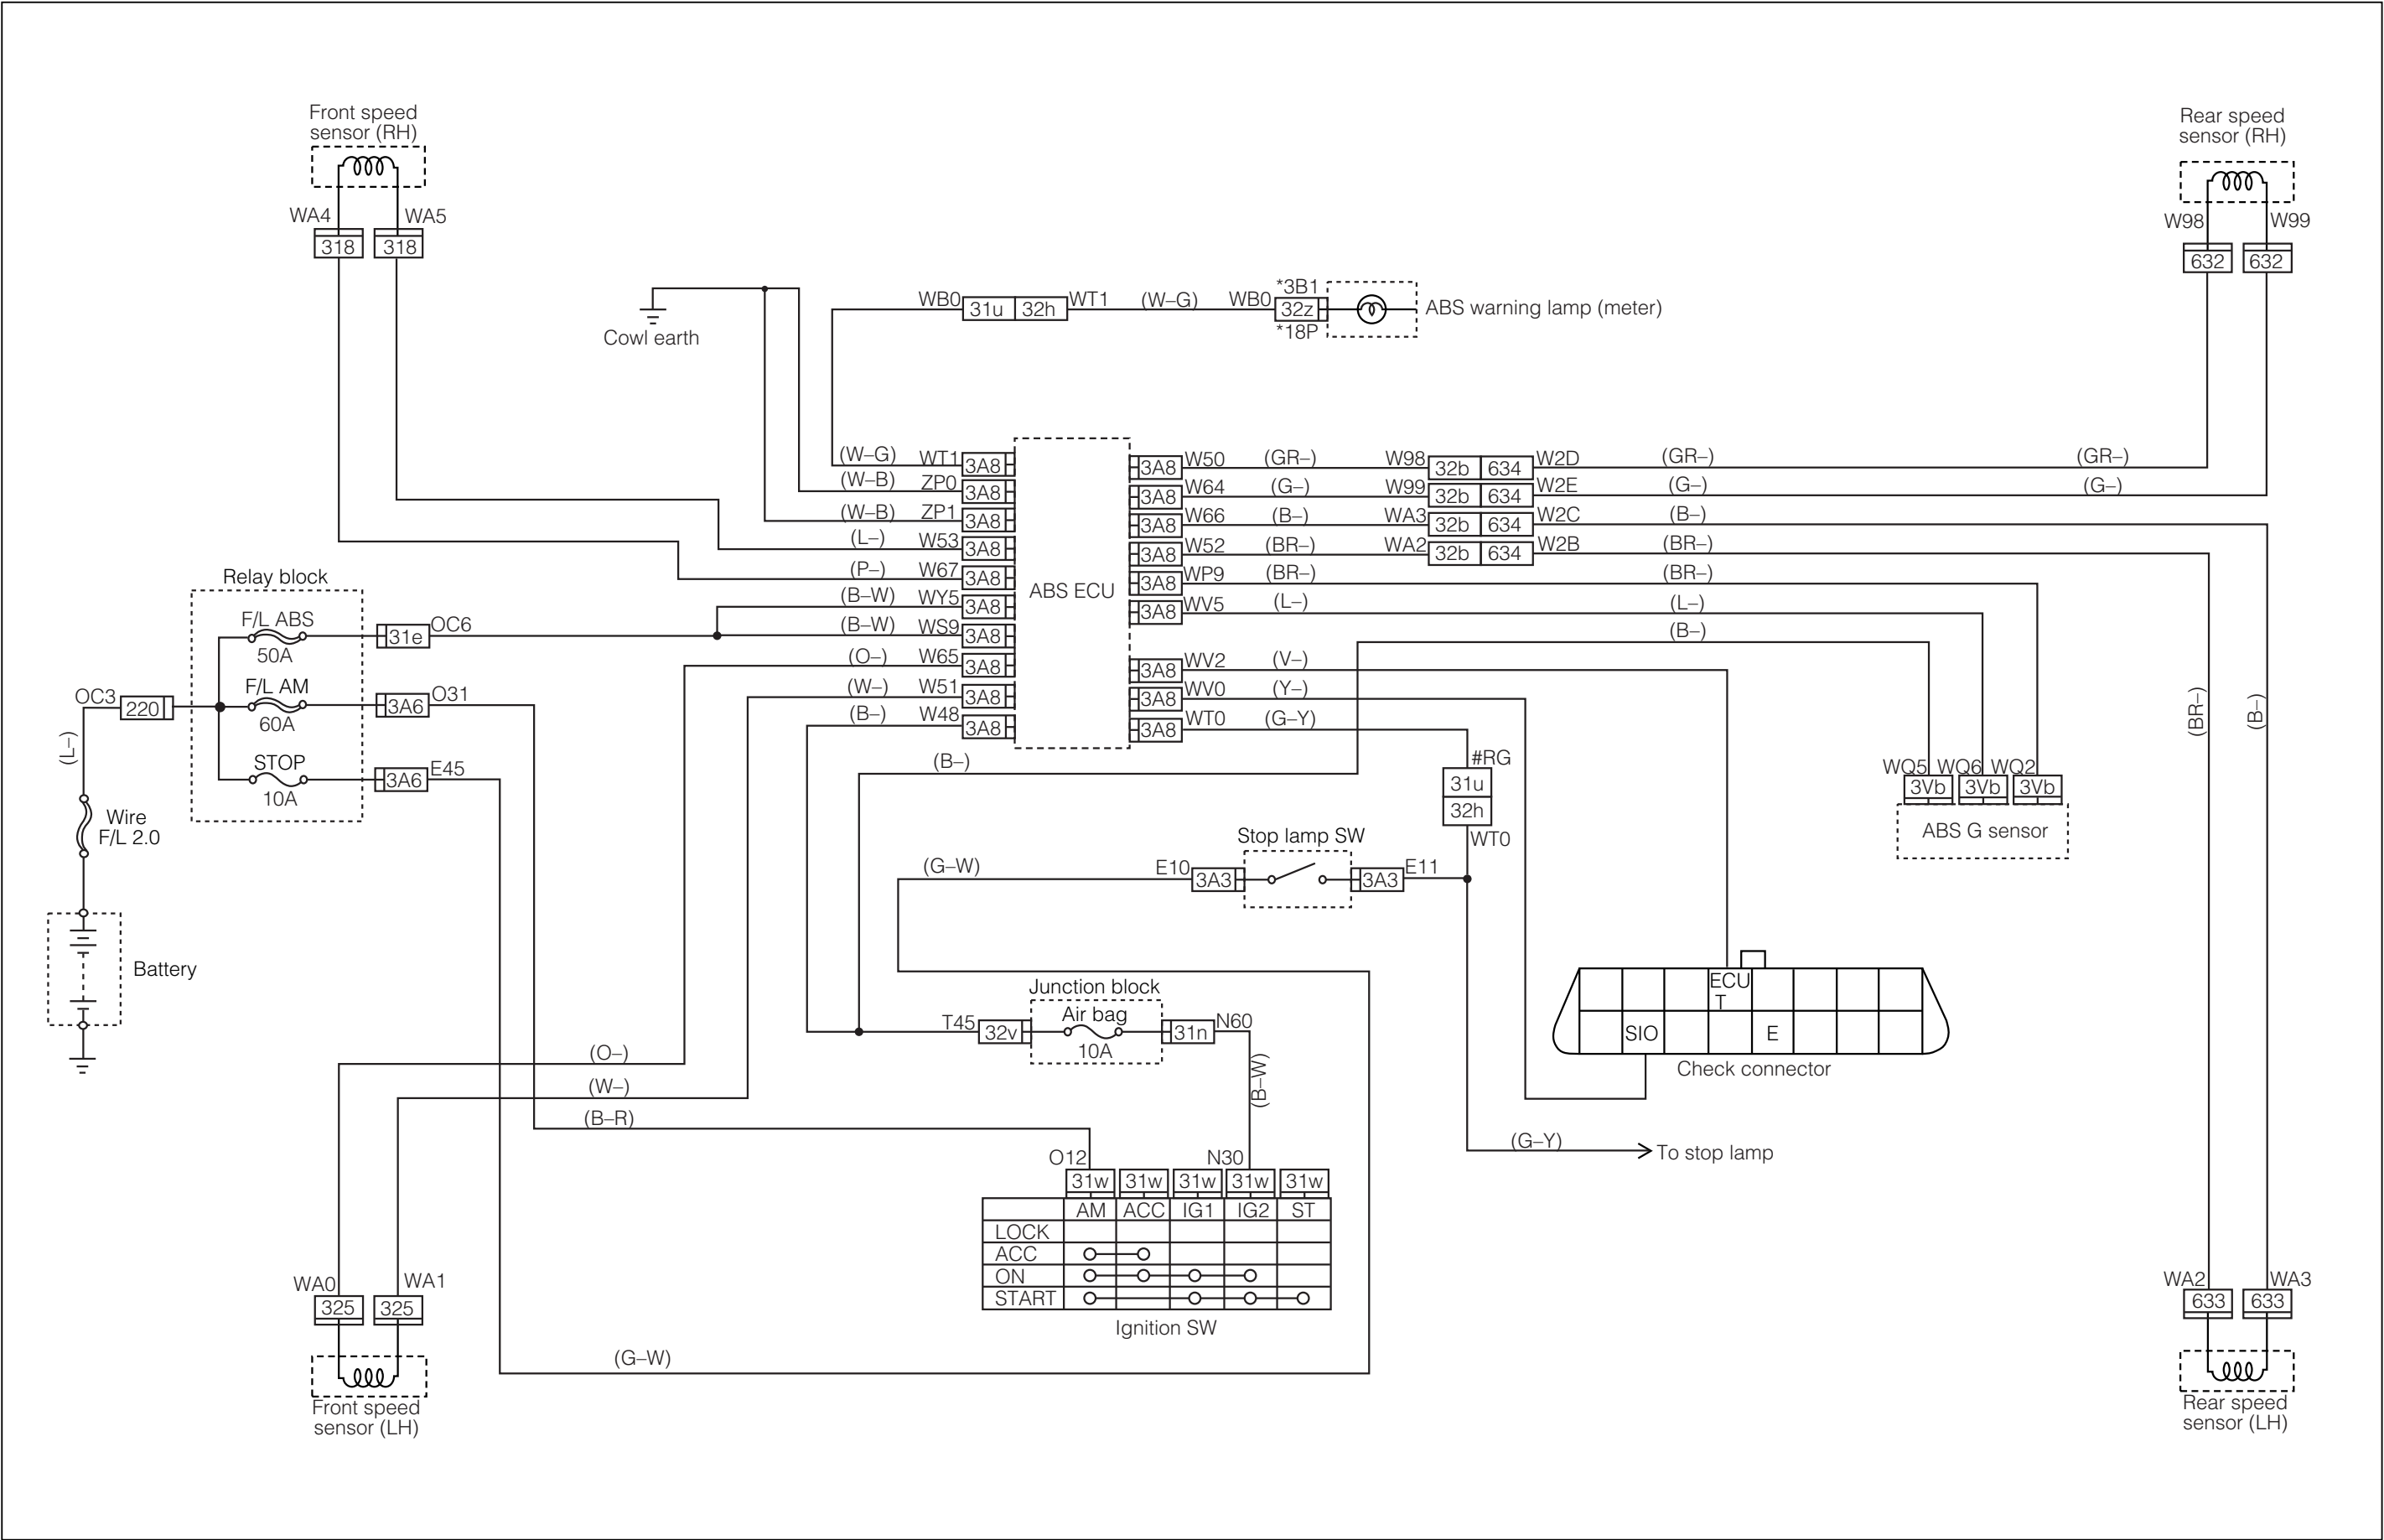 Front speed
sensor (RH)
WA4
WA5
318
318
Rear speed
sensor (RH)
W98
W99
632
632
Cowl earth
WB0
31u
32h
WT1
(W–G)
WB0
*3B1
32z
*18P
ABS warning lamp (meter)
ABS ECU
(W–G) WT1 3A8
(W–B) ZP0 3A8
(W–B) ZP1 3A8
(L–) W53 3A8
(P–) W67 3A8
(B–W) WY5 3A8
(B–W) WS9 3A8
(O–) W65 3A8
(W–) W51 3A8
(B–) W48 3A8
3A8 W50 (GR–) W98 32b 634 W2D (GR–) (GR–)
3A8 W64 (G–) W99 32b 634 W2E (G–) (G–)
3A8 W66 (B–) WA3 32b 634 W2C (B–)
3A8 W52 (BR–) WA2 32b 634 W2B (BR–)
3A8 WP9 (BR–) (BR–)
3A8 WV5 (L–) (L–)
(B–)
3A8 WV2 (V–)
3A8 WV0 (Y–)
3A8 WT0 (G–Y)
(B–)
Relay block
F/L ABS
50A
31e
OC6
F/L AM
60A
3A6
O31
STOP
10A
3A6
E45
OC3
220
(L–)
Wire
F/L 2.0
Battery
#RG
31u
32h
WT0
Stop lamp SW
(G–W)
E10
3A3
3A3
E11
WQ5 WQ6 WQ2
3Vb 3Vb 3Vb
ABS G sensor
(BR–)
(B–)
Junction block
Air bag
10A
T45
32v
31n
N60
(B–W)
ECU
T
SIO
E
Check connector
(G–Y)
To stop lamp
(O–)
(W–)
(B–R)
(G–W)
O12
N30
31w 31w 31w 31w 31w
AM ACC IG1 IG2 ST
LOCK
ACC
ON
START
Ignition SW
WA0
WA1
325
325
Front speed
sensor (LH)
WA2
WA3
633
633
Rear speed
sensor (LH)